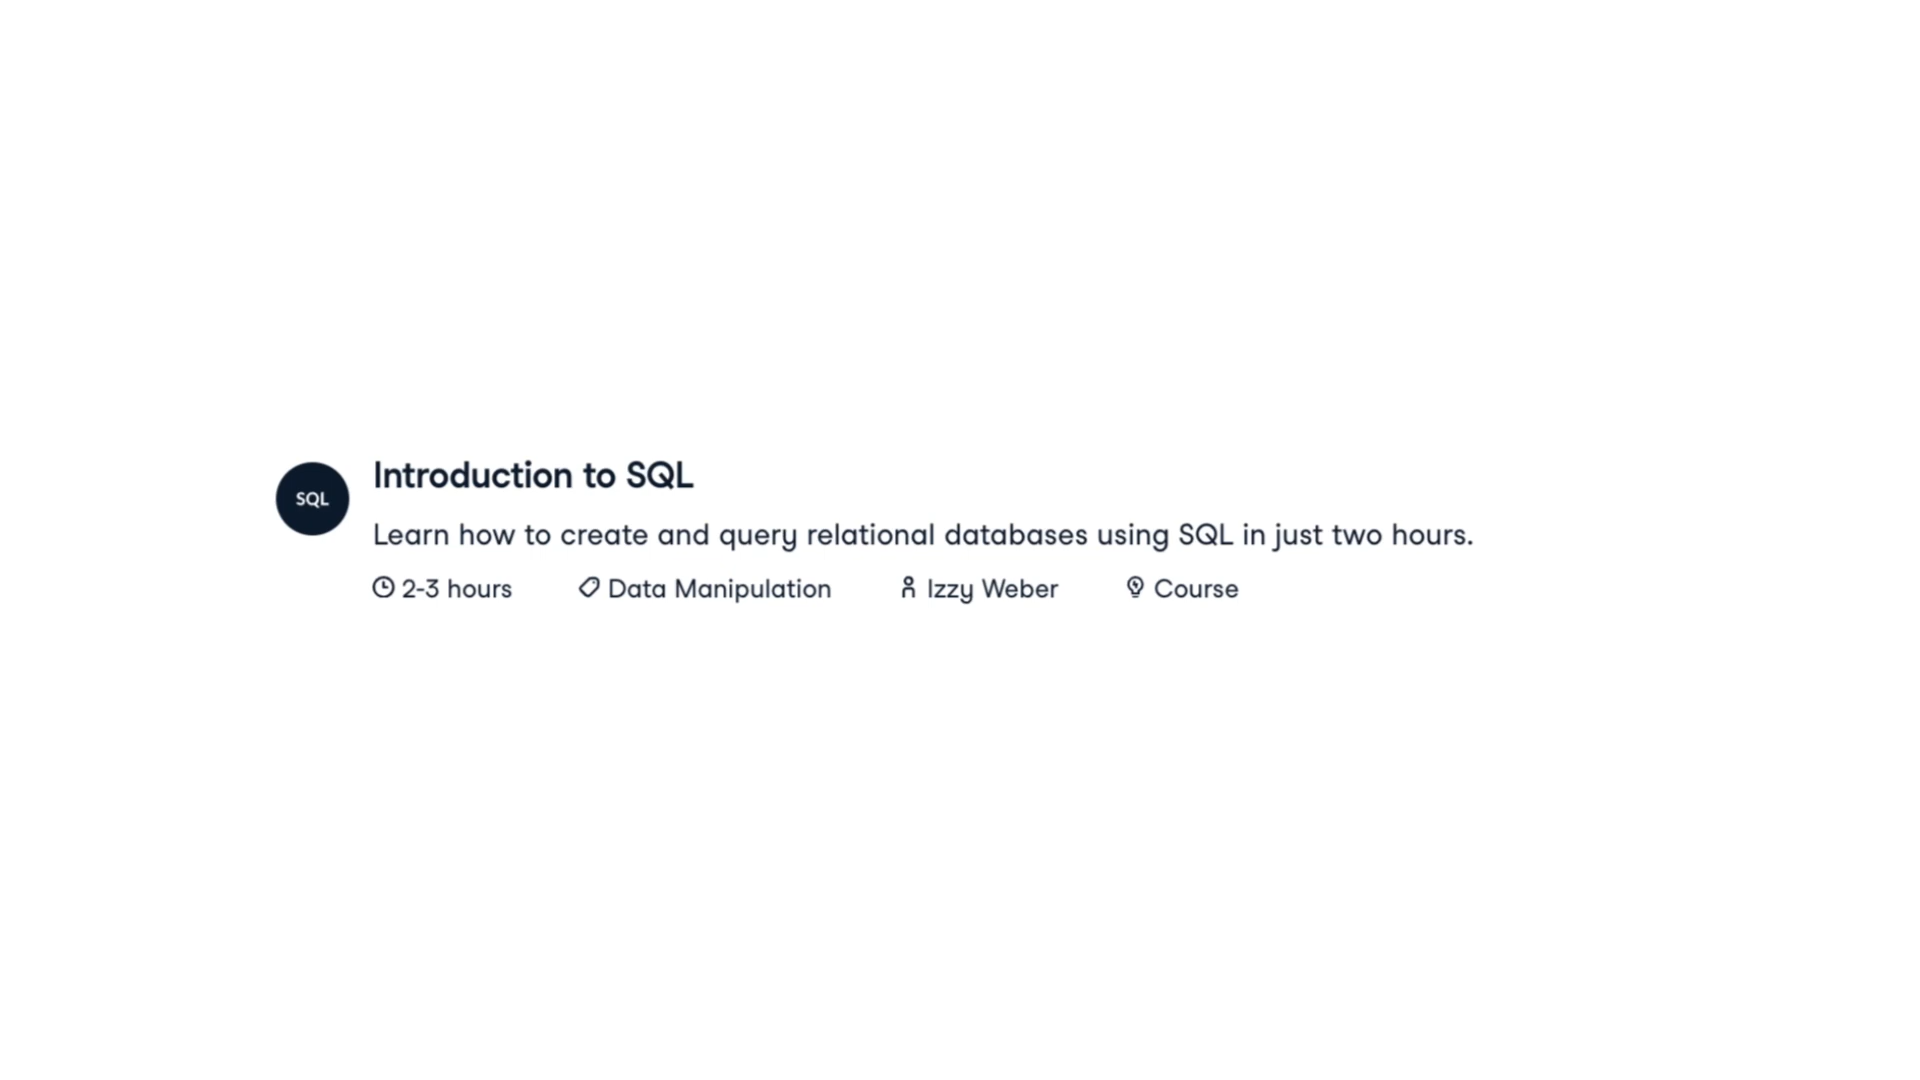 SQL
Introduction to SQL
Learn how to create and query relational databases using SQL in just two hours.
2-3 hours Data Manipulation Izzy Weber Course